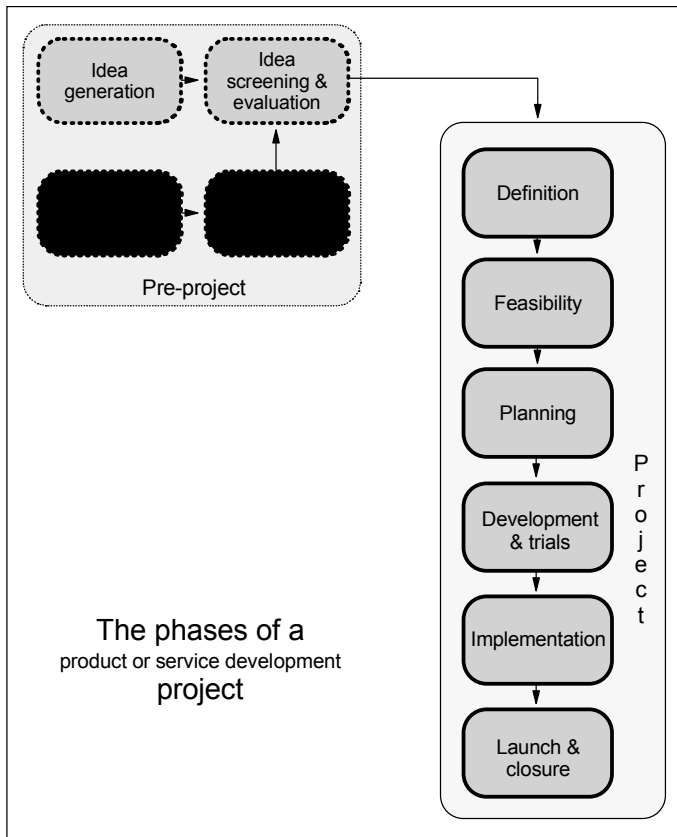 Idea
generation
Idea
screening &
evaluation
Pre-project
Definition
Feasibility
Planning
Development
& trials
Implementation
Launch &
closure
Project
The phases of a
product or service development
project